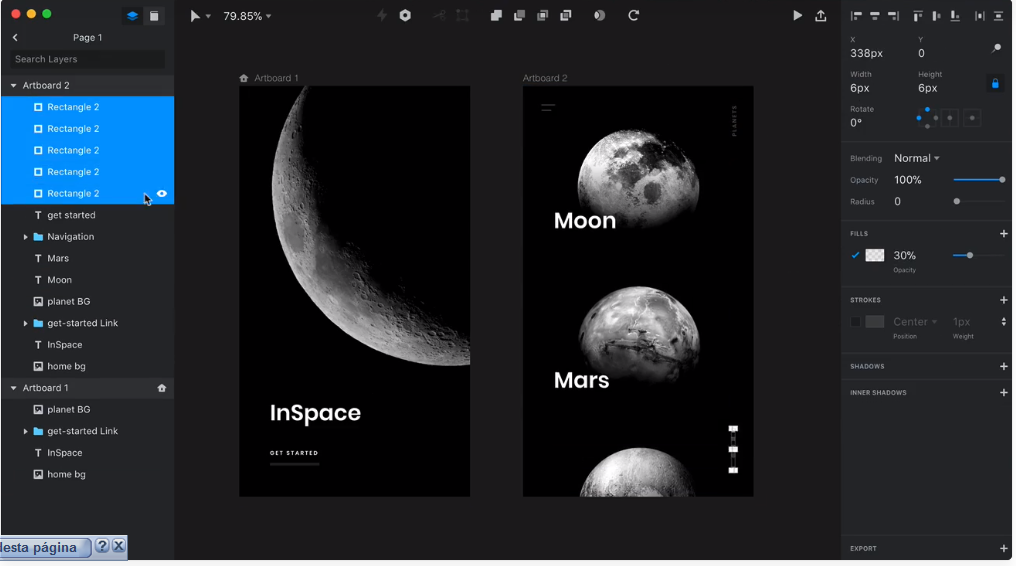 79.85%
Page 1
Search Layers
Artboard 2
Rectangle 2
Rectangle 2
Rectangle 2
Rectangle 2
Rectangle 2
get started
Navigation
Mars
Moon
planet BG
get-started Link
InSpace
home bg
Artboard 1
planet BG
get-started Link
InSpace
home bg
desta página
Artboard 1
InSpace
GET STARTED
Artboard 2
PLANETS
Moon
Mars
X Y
338px 0
Width Height
6px 6px
Rotate
0°
Blending Normal
Opacity 100%
Radius 0
FILLS
30%
Opacity
STROKES
Center 1px
Position Weight
SHADOWS
INNER SHADOWS
EXPORT